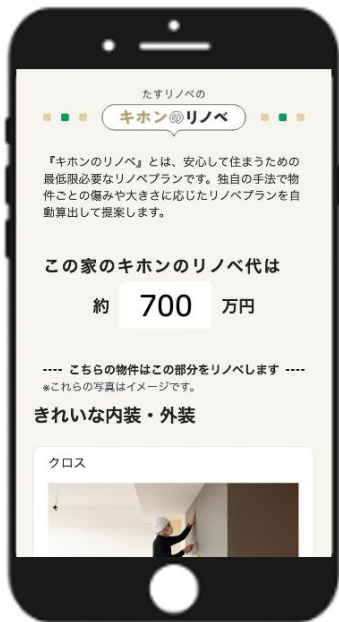 たすリノベの
キホンのリノベ
『キホンのリノベ』とは、安心して住まうための
最低限必要なリノベプランです。独自の手法で物
件ごとの傷みや大きさに応じたリノベプランを自
動算出して提案します。
この家のキホンのリノベ代は
約 700 万円
---- こちらの物件はこの部分をリノベします ----
※これらの写真はイメージです。
きれいな内装・外装
クロス